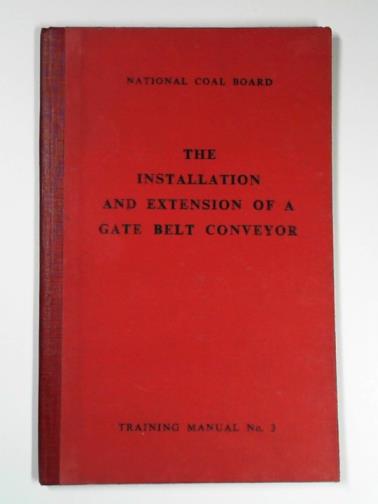 NATIONAL COAL BOARD
THE
INSTALLATION
AND EXTENSION OF A
GATE BELT CONVEYOR
TRAINING MANUAL No. 3